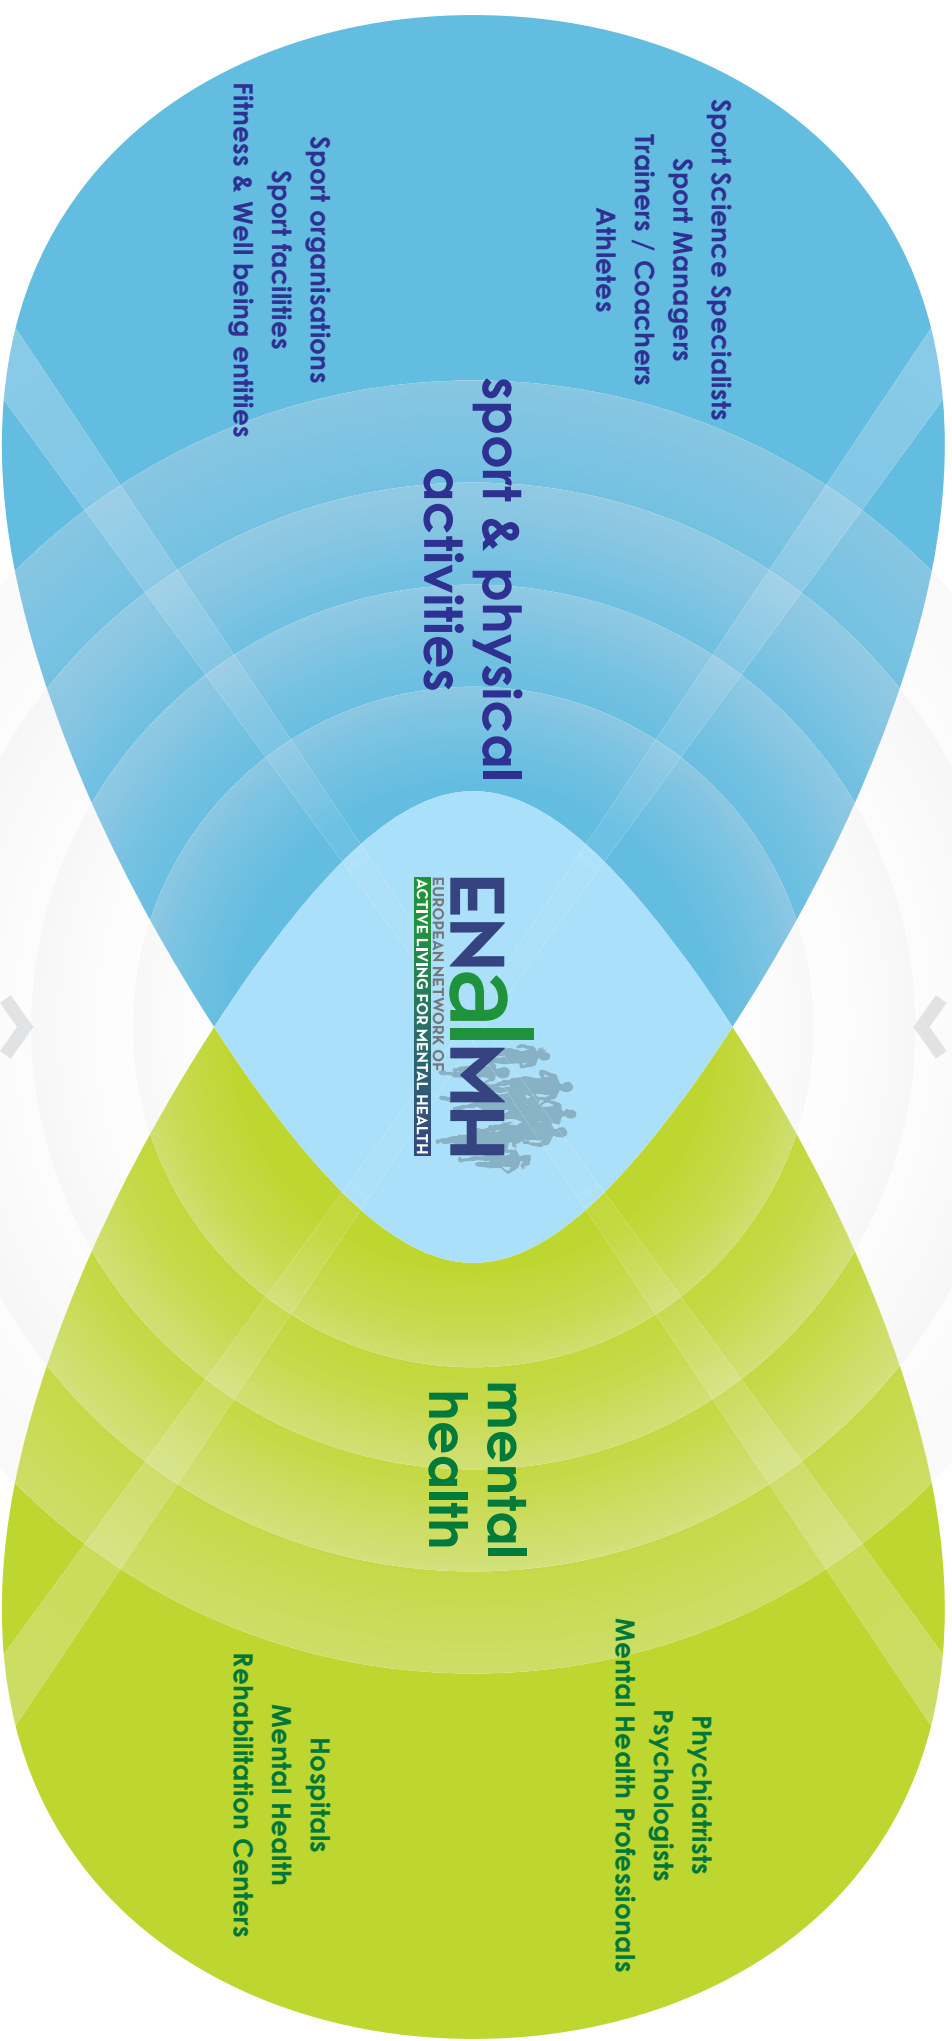 Sport Science Specialists
Sport Managers
Trainers / Coachers
Athletes
Sport organisations
Sport facilities
Fitness & Well being entities
sport & physical
activities
ENalMH
EUROPEAN NETWORK OF
ACTIVE LIVING FOR MENTAL HEALTH
mental
health
Phychiatrists
Psychologists
Mental Health Professionals
Hospitals
Mental Health
Rehabilitation Centers